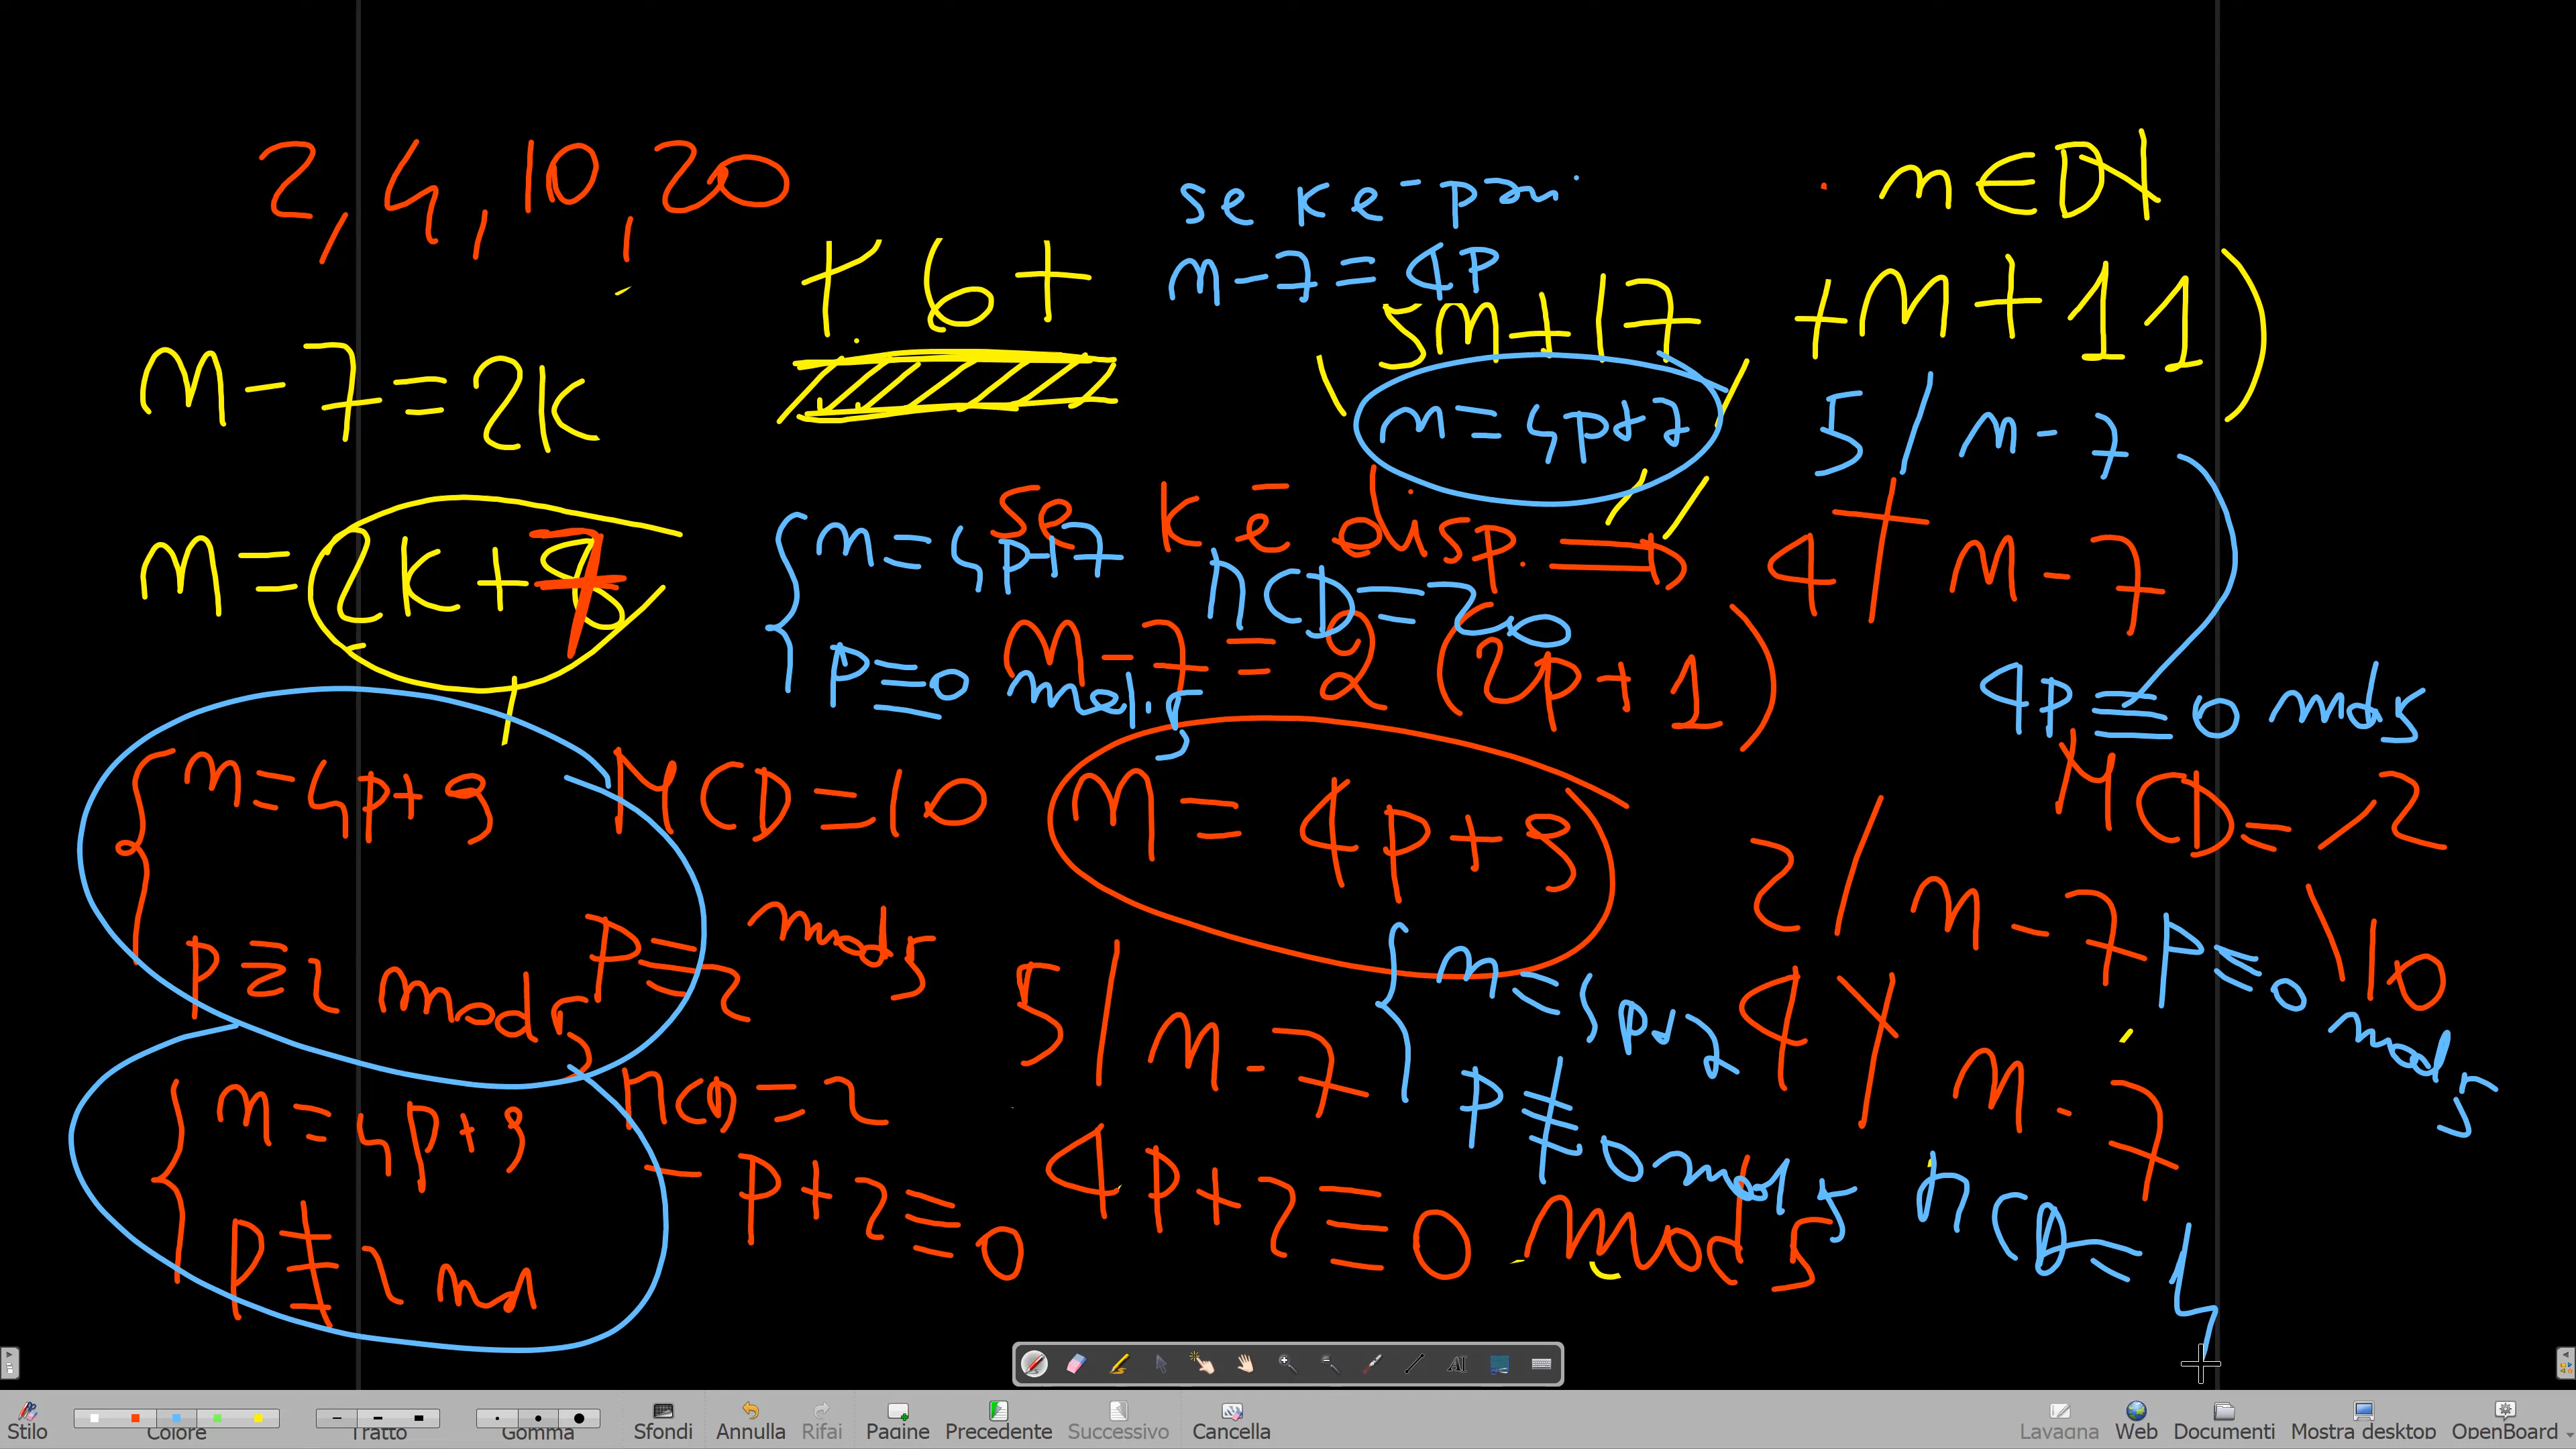 2, 4, 10, 20
n ∈ N
se k e- pari
n - 7 = 4p
+ 6 +
5n + 17
+ n + 11)
n - 7 = 2k
n = 4p + 7
5 | n - 7
n = 2k + 7
se k è disp. ⟹ 4 ∤ n - 7
{ n = 4p + 7
p ≡ 0 mod 5
MCD = 20
n - 7 = 2 (2p + 1)
4p ≡ 0 mod 5
{ n = 4p + 9
p ≡ 2 mod 5
MCD = 10
n = 4p + 9
MCD = 2
10
2 | n - 7
p ≡ 0 mod 5
p ≡ 2 mod 5
5 | n - 7
{ n = 4p + 7
p ≢ 0 mod 5
4 ∤ n - 7
MCD = 4
{ n = 4p + 9
p ≢ 2 mod
MCD = 2
- p + 2 ≡ 0
4p + 2 ≡ 0 mod 5
Stilo
Colore
Tratto
Gomma
Sfondi
Annulla
Rifai
Pagine
Precedente
Successivo
Cancella
Lavagna
Web
Documenti
Mostra desktop
OpenBoard